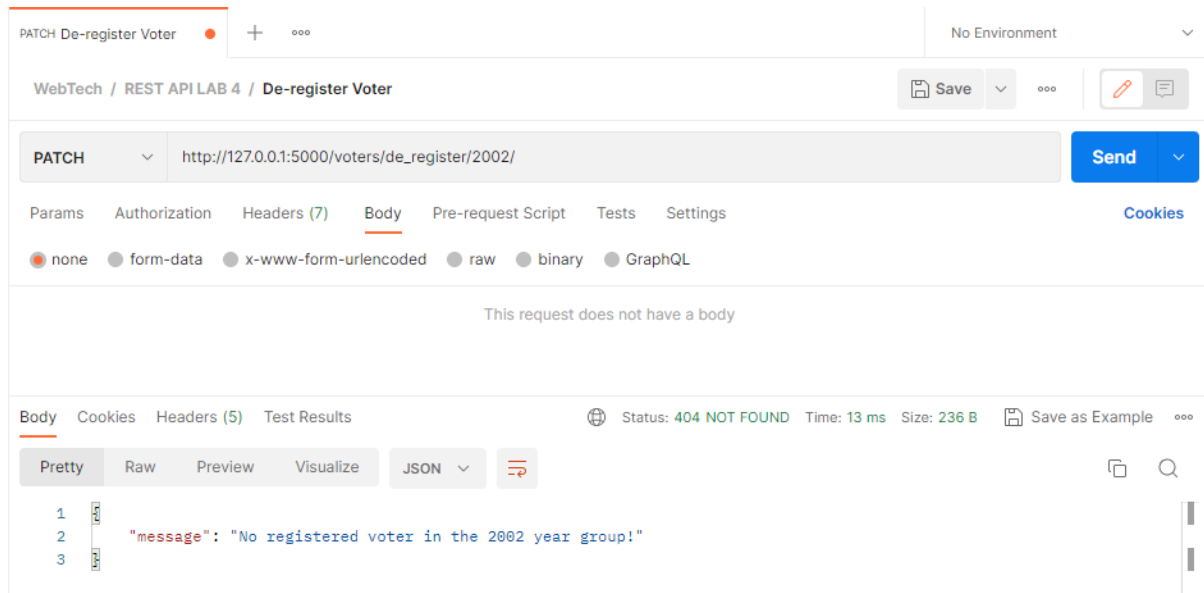 PATCH De-register Voter
No Environment
WebTech / REST API LAB 4 / De-register Voter
Save
PATCH http://127.0.0.1:5000/voters/de_register/2002/ Send
Params Authorization Headers (7) Body Pre-request Script Tests Settings Cookies
none form-data x-www-form-urlencoded raw binary GraphQL
This request does not have a body
Body Cookies Headers (5) Test Results Status: 404 NOT FOUND Time: 13 ms Size: 236 B Save as Example
Pretty Raw Preview Visualize JSON
1 {
2 "message": "No registered voter in the 2002 year group!"
3 }